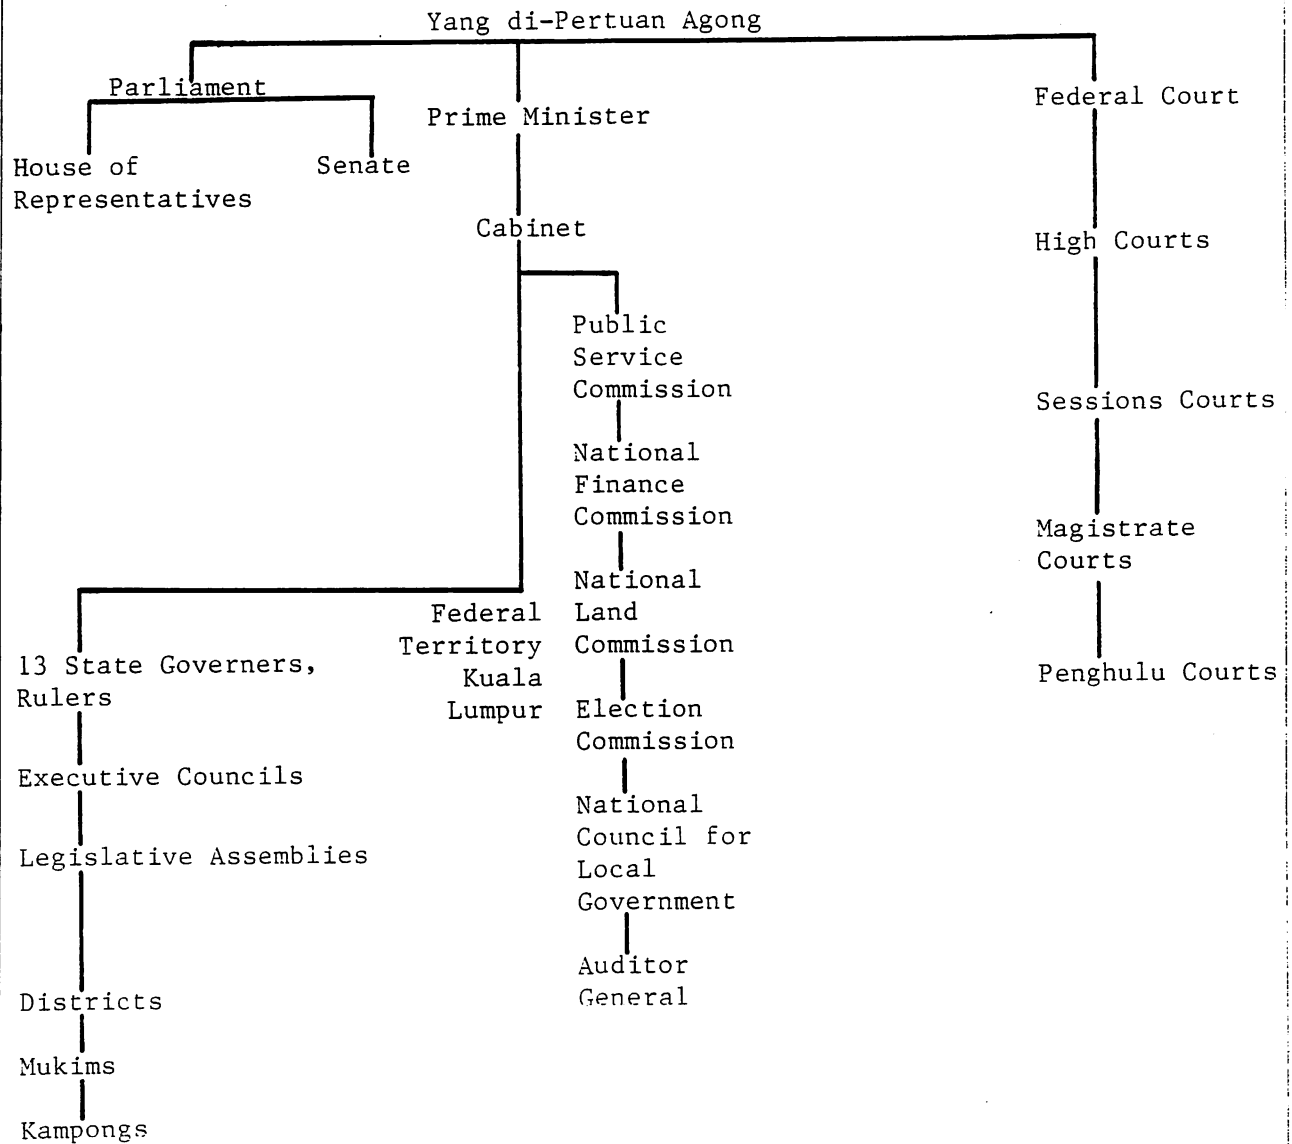 Yang di-Pertuan Agong
Parliament
House of
Representatives
Senate
Prime Minister
Cabinet
Public
Service
Commission
National
Finance
Commission
National
Land
Commission
Election
Commission
National
Council for
Local
Government
Auditor
General
Federal
Territory
Kuala
Lumpur
13 State Governers,
Rulers
Executive Councils
Legislative Assemblies
Districts
Mukims
Kampongs
Federal Court
High Courts
Sessions Courts
Magistrate
Courts
Penghulu Courts